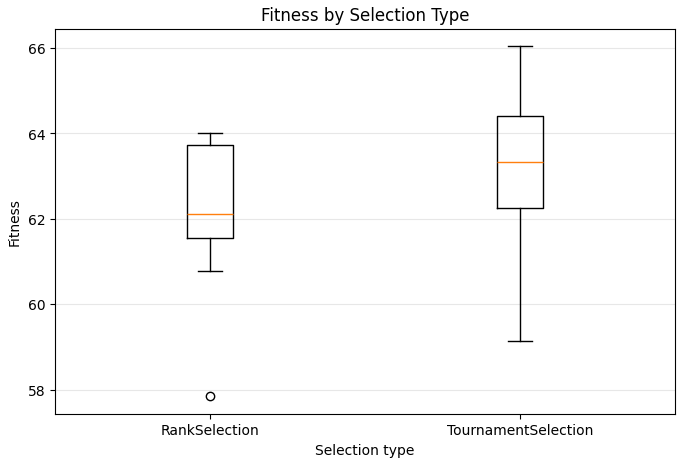 Fitness by Selection Type
66
64
62
60
58
Fitness
RankSelection
TournamentSelection
Selection type